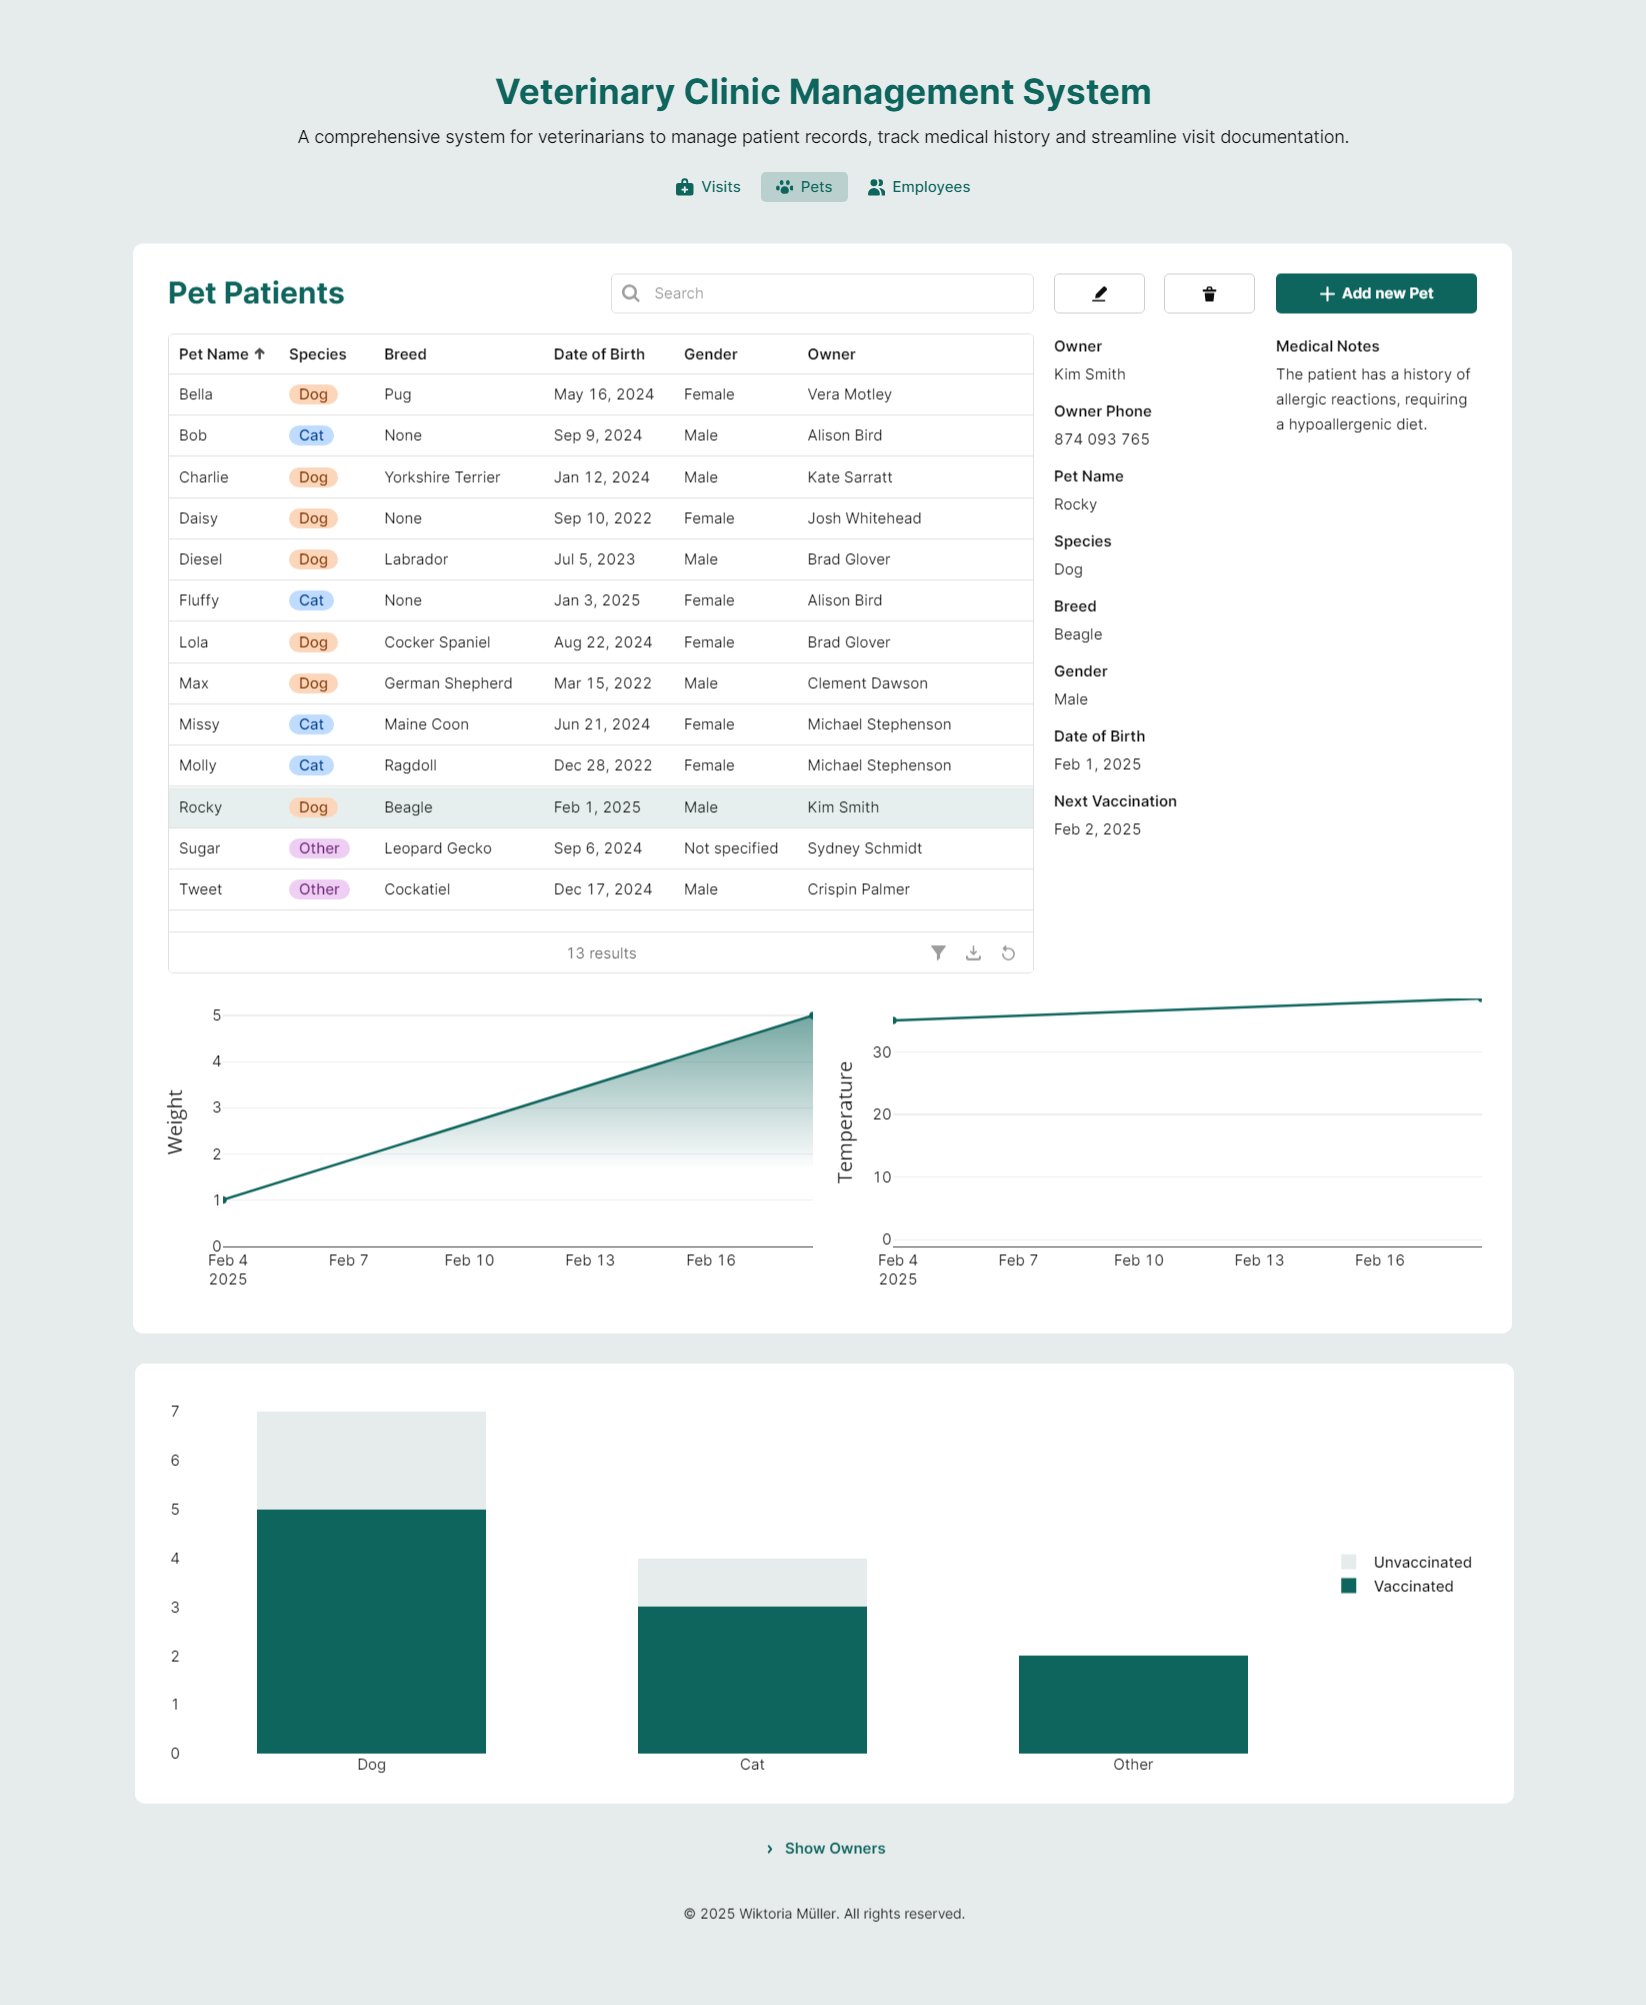 Veterinary Clinic Management System
A comprehensive system for veterinarians to manage patient records, track medical history and streamline visit documentation.
Visits Pets Employees
Pet Patients
Search
+ Add new Pet
Pet Name ↑ Species Breed Date of Birth Gender Owner
Bella Dog Pug May 16, 2024 Female Vera Motley
Bob Cat None Sep 9, 2024 Male Alison Bird
Charlie Dog Yorkshire Terrier Jan 12, 2024 Male Kate Sarratt
Daisy Dog None Sep 10, 2022 Female Josh Whitehead
Diesel Dog Labrador Jul 5, 2023 Male Brad Glover
Fluffy Cat None Jan 3, 2025 Female Alison Bird
Lola Dog Cocker Spaniel Aug 22, 2024 Female Brad Glover
Max Dog German Shepherd Mar 15, 2022 Male Clement Dawson
Missy Cat Maine Coon Jun 21, 2024 Female Michael Stephenson
Molly Cat Ragdoll Dec 28, 2022 Female Michael Stephenson
Rocky Dog Beagle Feb 1, 2025 Male Kim Smith
Sugar Other Leopard Gecko Sep 6, 2024 Not specified Sydney Schmidt
Tweet Other Cockatiel Dec 17, 2024 Male Crispin Palmer
13 results
Owner
Kim Smith
Owner Phone
874 093 765
Pet Name
Rocky
Species
Dog
Breed
Beagle
Gender
Male
Date of Birth
Feb 1, 2025
Next Vaccination
Feb 2, 2025
Medical Notes
The patient has a history of
allergic reactions, requiring
a hypoallergenic diet.
Weight
5
4
3
2
1
0
Feb 4 Feb 7 Feb 10 Feb 13 Feb 16
2025
Temperature
30
20
10
0
Feb 4 Feb 7 Feb 10 Feb 13 Feb 16
2025
7
6
5
4
3
2
1
0
Dog Cat Other
Unvaccinated
Vaccinated
› Show Owners
© 2025 Wiktoria Müller. All rights reserved.